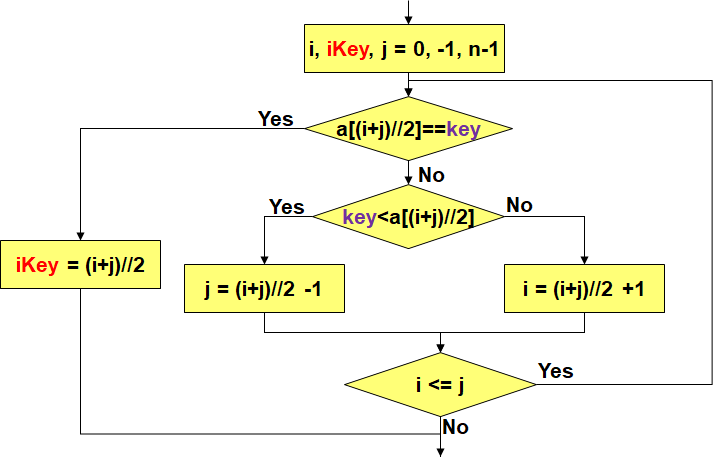 i, iKey, j = 0, -1, n-1
Yes
a[(i+j)//2]==key
No
Yes
key<a[(i+j)//2]
No
iKey = (i+j)//2
j = (i+j)//2 -1
i = (i+j)//2 +1
i <= j
Yes
No